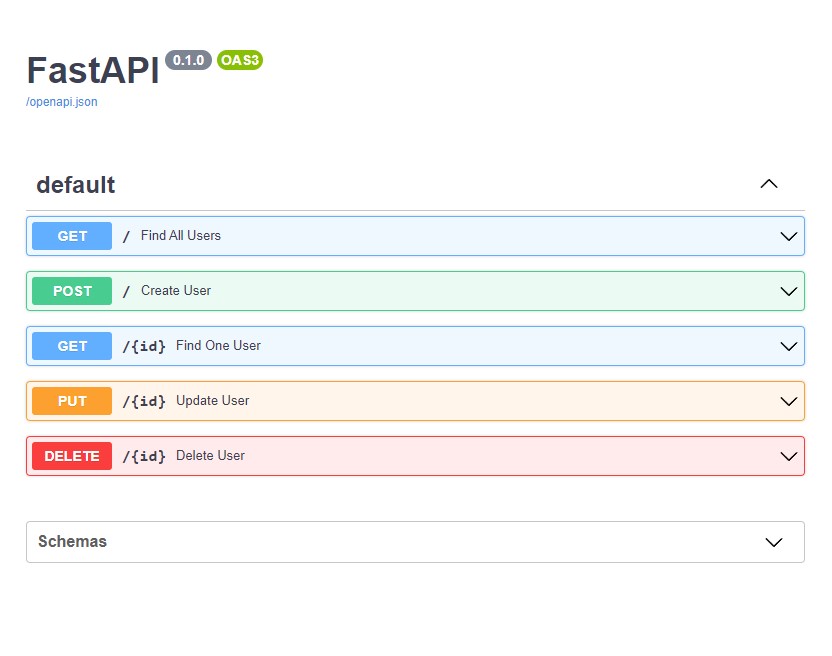 FastAPI 0.1.0 OAS3
/openapi.json
default
GET / Find All Users
POST / Create User
GET /{id} Find One User
PUT /{id} Update User
DELETE /{id} Delete User
Schemas